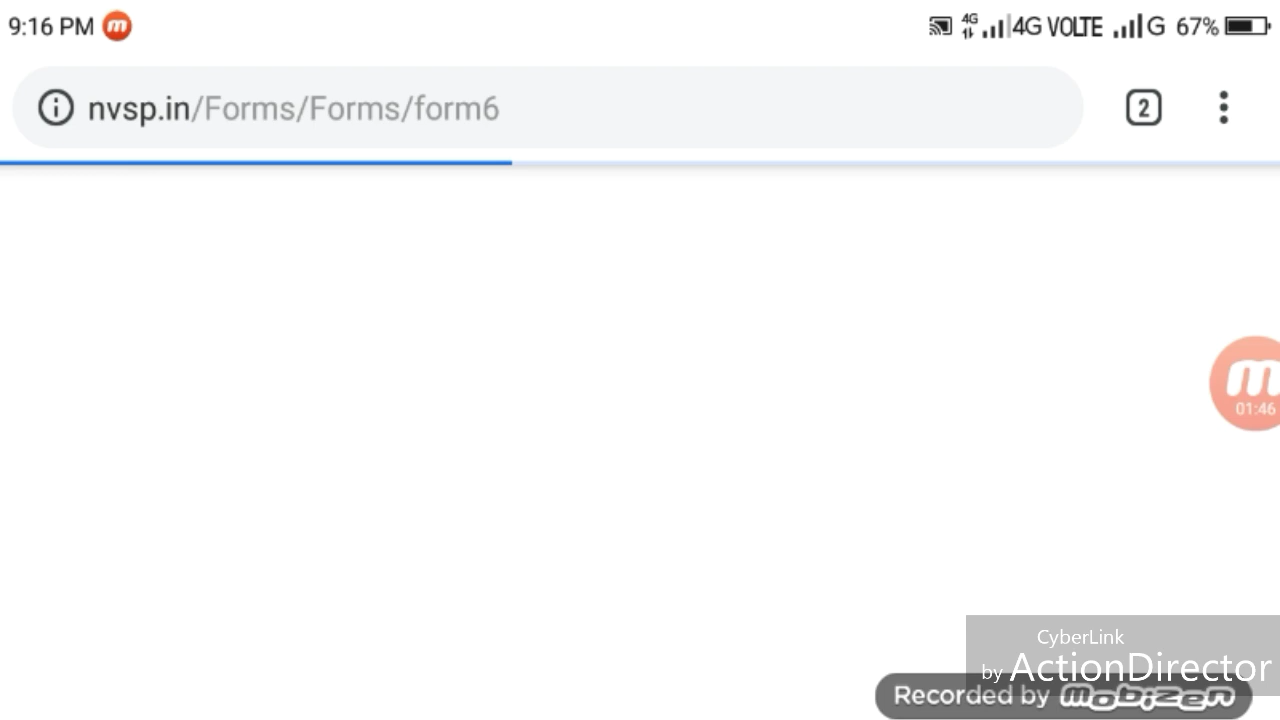 9:16 PM m 4G 4G VOLTE G 67%
nvsp.in/Forms/Forms/form6 2
m
01:46
CyberLink
by ActionDirector
Recorded by mobizen